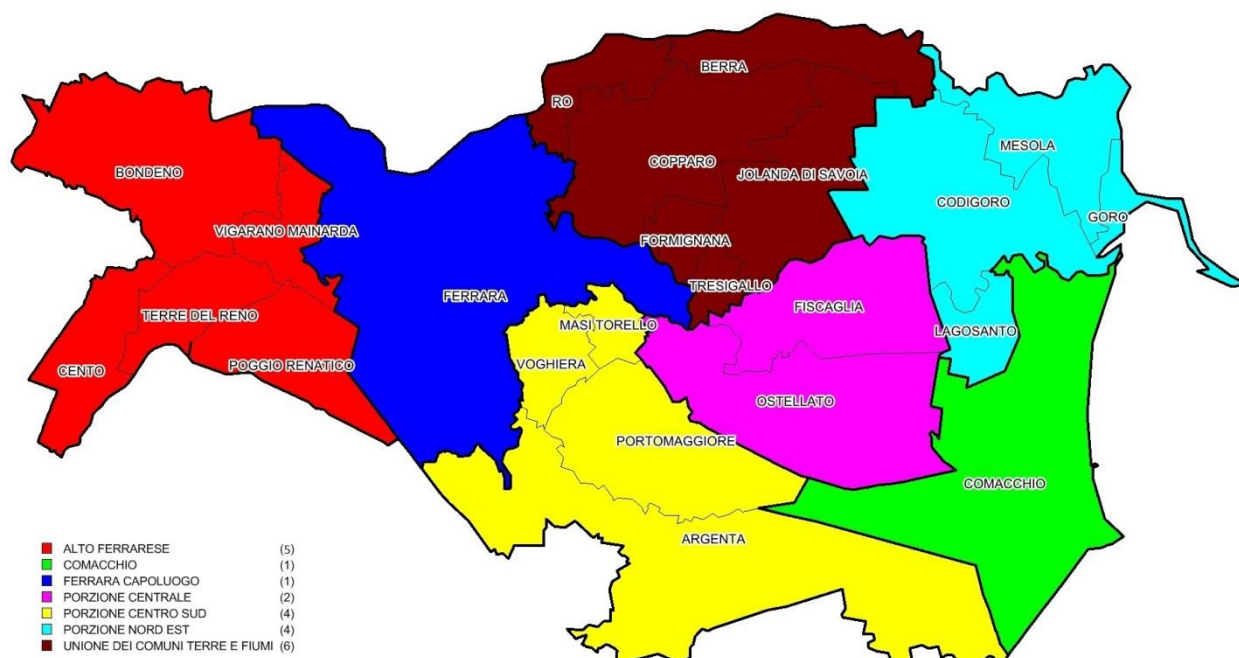 BERRA
RO
MESOLA
COPPARO
BONDENO
JOLANDA DI SAVOIA
CODIGORO
GORO
VIGARANO MAINARDA
FORMIGNANA
TRESIGALLO
FERRARA
FISCAGLIA
TERRE DEL RENO
MASI TORELLO
LAGOSANTO
POGGIO RENATICO
VOGHIERA
CENTO
OSTELLATO
PORTOMAGGIORE
COMACCHIO
ARGENTA
ALTO FERRARESE (5)
COMACCHIO (1)
FERRARA CAPOLUOGO (1)
PORZIONE CENTRALE (2)
PORZIONE CENTRO SUD (4)
PORZIONE NORD EST (4)
UNIONE DEI COMUNI TERRE E FIUMI (6)